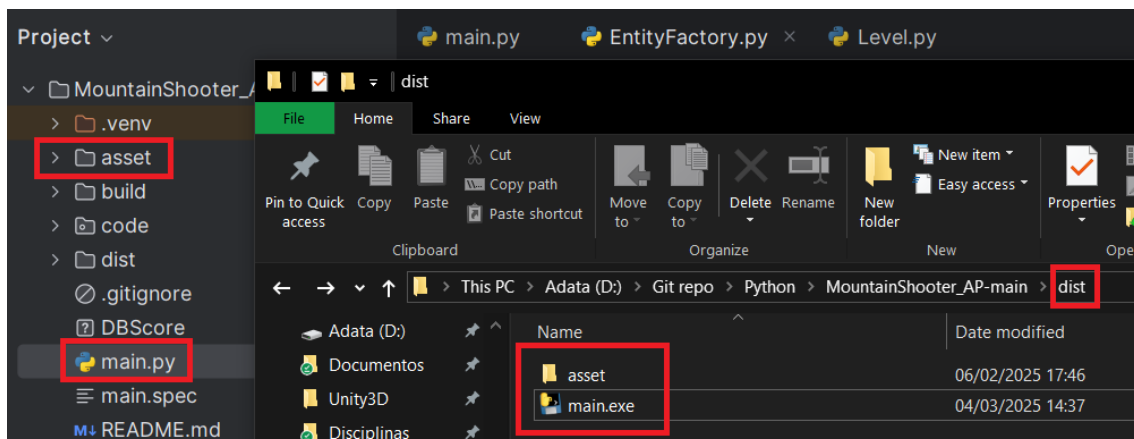 Project
main.py
EntityFactory.py
Level.py
MountainShooter_A
.venv
asset
build
code
dist
.gitignore
DBScore
main.py
main.spec
README.md
dist
File Home Share View
Pin to Quick access
Copy
Paste
Cut
Copy path
Paste shortcut
Clipboard
Move to
Copy to
Delete
Rename
Organize
New folder
New item
Easy access
New
Properties
Ope
This PC > Adata (D:) > Git repo > Python > MountainShooter_AP-main > dist
Adata (D:)
Documentos
Unity3D
Disciplinas
Name Date modified
asset 06/02/2025 17:46
main.exe 04/03/2025 14:37